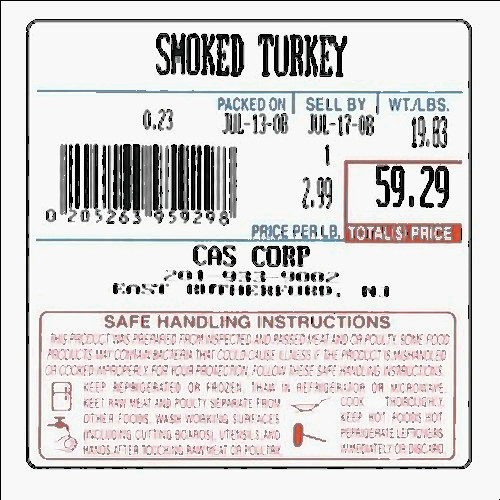 SMOKED TURKEY
PACKED ON SELL BY WT./LBS.
0.23 JUL-13-08 JUL-17-08 19.83
1
2.99 59.29
0 205263 959298
PRICE PER LB. TOTAL($) PRICE
CAS CORP
201-933-9002
EAST RUTHERFORD, NJ
SAFE HANDLING INSTRUCTIONS
THIS PRODUCT WAS PREPARED FROM INSPECTED AND PASSED MEAT AND OR POULTY. SOME FOOD
PRODUCTS MAY CONTAIN BACTERIA THAT COULD CAUSE ILLNESS IF THE PRODUCT IS MISHANDLED
OR COOKED IMPROPERLY. FOR YOUR PROTECTION, FOLLOW THESE SAFE HANDLING INSTRUCTIONS.
KEEP REFRIGERATED OR FROZEN. THAW IN REFRIGERATOR OR MICROWAVE.
KEET RAW MEAT AND POULTY SEPARATE FROM
OTHER FOODS. WASH WORKING SURFACES
(INCLUDING CUTTING BOARDS), UTENSILS, AND
HANDS AFTER TOUCHING RAW MEAT OR POULTRY.
COOK THOROUGHLY.
KEEP HOT FOODS HOT.
REFRIGERATE LEFTOVERS
IMMEDIATELY OR DISCARD.